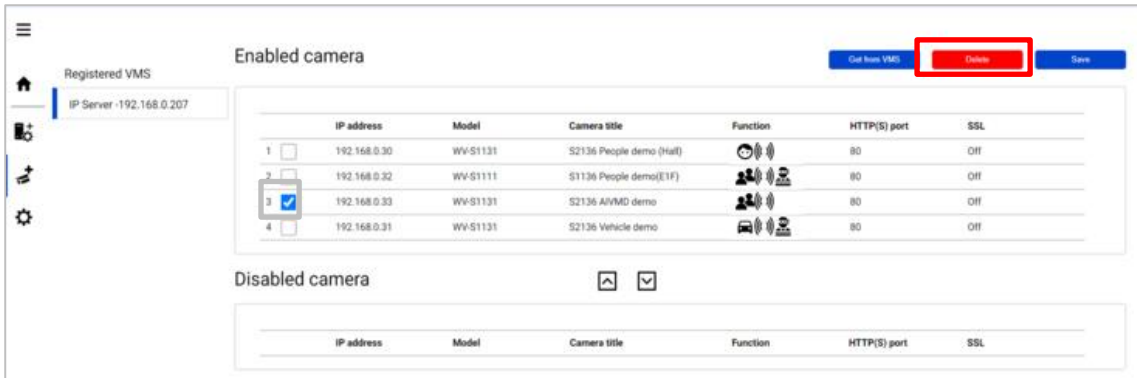 Enabled camera
Get from VMS Delete Save
Registered VMS
IP Server -192.168.0.207
IP address Model Camera title Function HTTP(S) port SSL
1 192.168.0.30 WV-S1131 S2136 People demo (Hall) 80 Off
2 192.168.0.32 WV-S1111 S1136 People demo(E1F) 80 Off
3 192.168.0.33 WV-S1131 S2136 AIVMD demo 80 Off
4 192.168.0.31 WV-S1131 S2136 Vehicle demo 80 Off
Disabled camera
IP address Model Camera title Function HTTP(S) port SSL